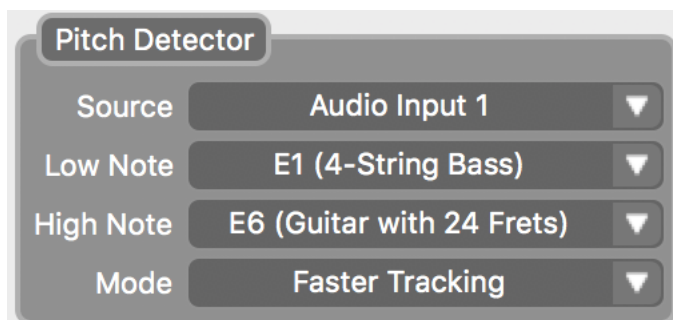 Pitch Detector
Source Audio Input 1
Low Note E1 (4-String Bass)
High Note E6 (Guitar with 24 Frets)
Mode Faster Tracking